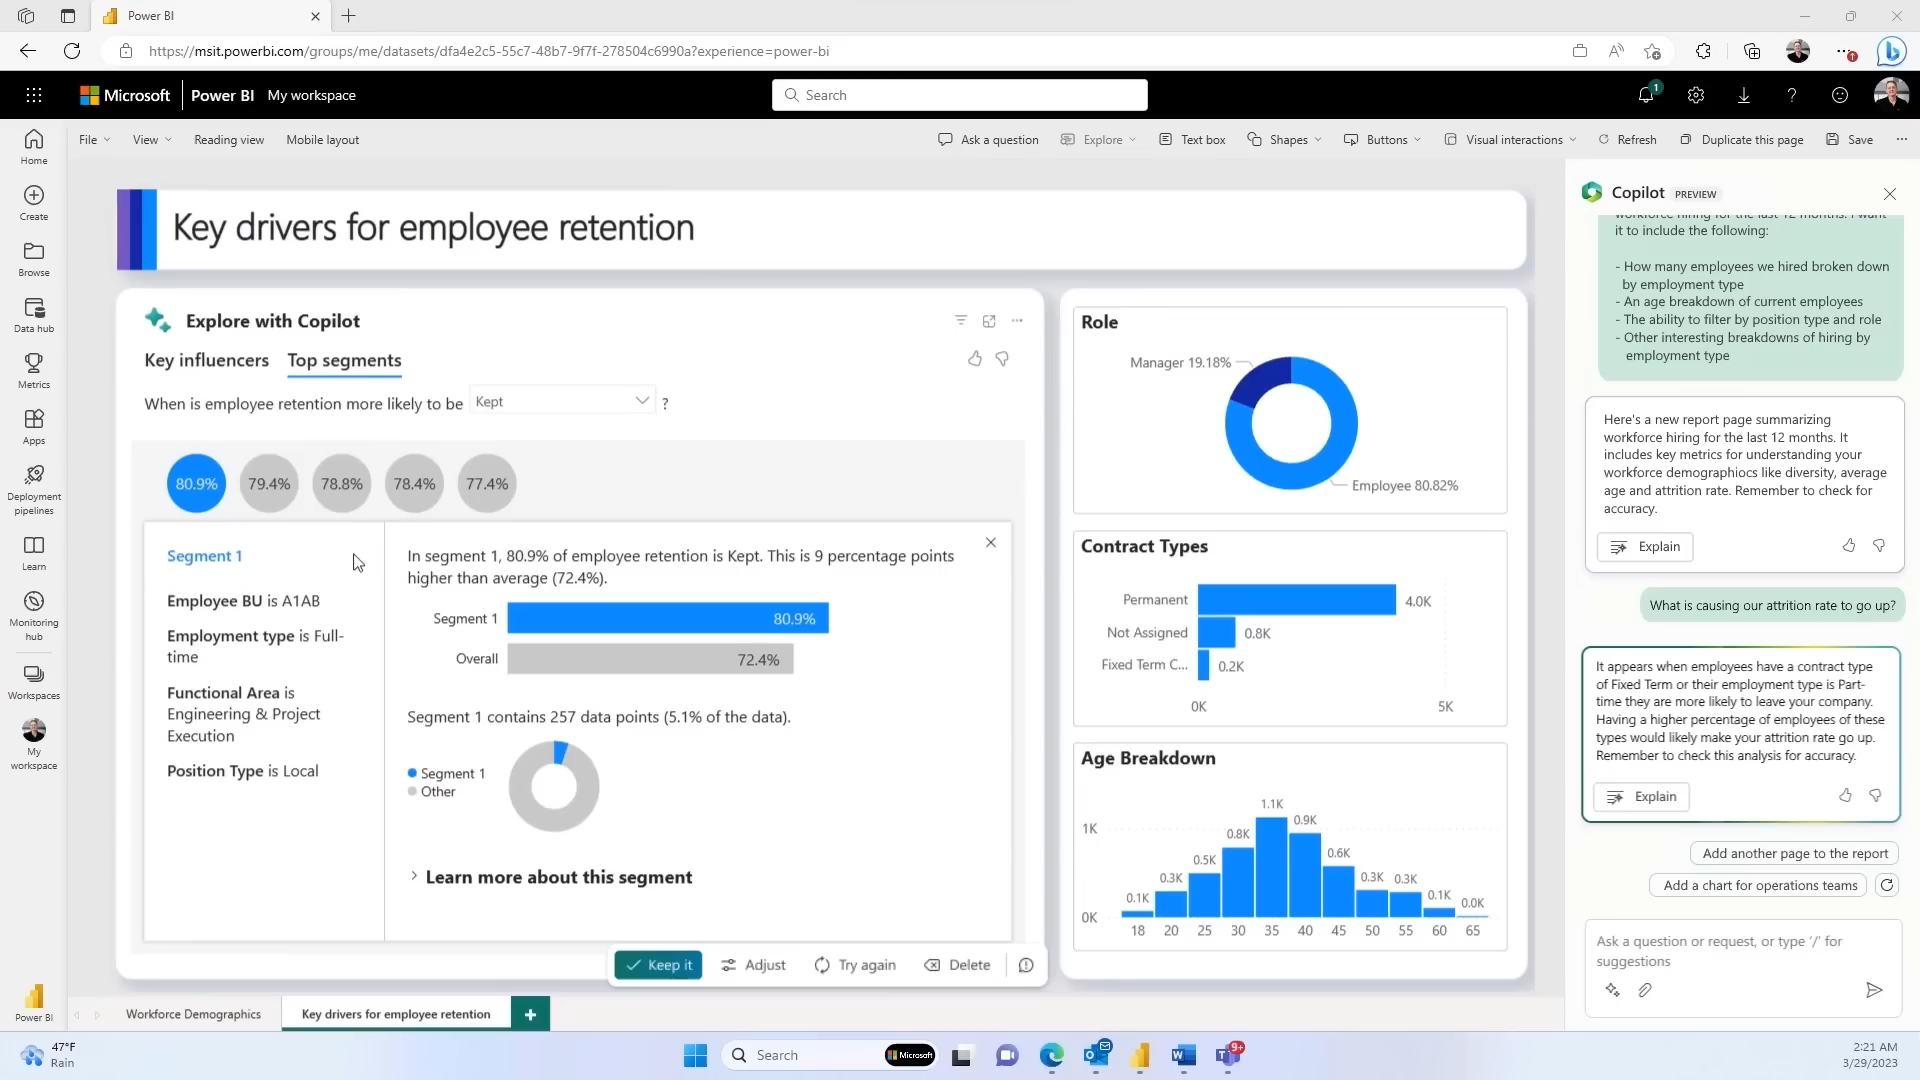 Power BI
https://msit.powerbi.com/groups/me/datasets/dfa4e2c5-55c7-48b7-9f7f-278504c6990a?experience=power-bi
Microsoft
Power BI
My workspace
Search
1
File
View
Reading view
Mobile layout
Ask a question
Explore
Text box
Shapes
Buttons
Visual interactions
Refresh
Duplicate this page
Save
Home
Create
Browse
Data hub
Metrics
Apps
Deployment
pipelines
Learn
Monitoring
hub
Workspaces
My
workspace
Power BI
Key drivers for employee retention
Explore with Copilot
Key influencers
Top segments
When is employee retention more likely to be
Kept
?
80.9%
79.4%
78.8%
78.4%
77.4%
Segment 1
Employee BU is A1AB
Employment type is Full-
time
Functional Area is
Engineering & Project
Execution
Position Type is Local
In segment 1, 80.9% of employee retention is Kept. This is 9 percentage points
higher than average (72.4%).
Segment 1
80.9%
Overall
72.4%
Segment 1 contains 257 data points (5.1% of the data).
Segment 1
Other
Learn more about this segment
Keep it
Adjust
Try again
Delete
Role
Manager 19.18%
Employee 80.82%
Contract Types
Permanent
4.0K
Not Assigned
0.8K
Fixed Term C...
0.2K
0K
5K
Age Breakdown
1K
0K
0.1K
0.3K
0.5K
0.8K
1.1K
0.9K
0.6K
0.3K
0.3K
0.1K
0.0K
18
20
25
30
35
40
45
50
55
60
65
Workforce Demographics
Key drivers for employee retention
Copilot PREVIEW
workforce hiring for the last 12 months. I want
it to include the following:
- How many employees we hired broken down
by employment type
- An age breakdown of current employees
- The ability to filter by position type and role
- Other interesting breakdowns of hiring by
employment type
Here's a new report page summarizing
workforce hiring for the last 12 months. It
includes key metrics for understanding your
workforce demographiocs like diversity, average
age and attrition rate. Remember to check for
accuracy.
Explain
What is causing our attrition rate to go up?
It appears when employees have a contract type
of Fixed Term or their employment type is Part-
time they are more likely to leave your company.
Having a higher percentage of employees of these
types would likely make your attrition rate go up.
Remember to check this analysis for accuracy.
Explain
Add another page to the report
Add a chart for operations teams
Ask a question or request, or type '/' for
suggestions
47°F
Rain
Search
Microsoft
9+
2:21 AM
3/29/2023